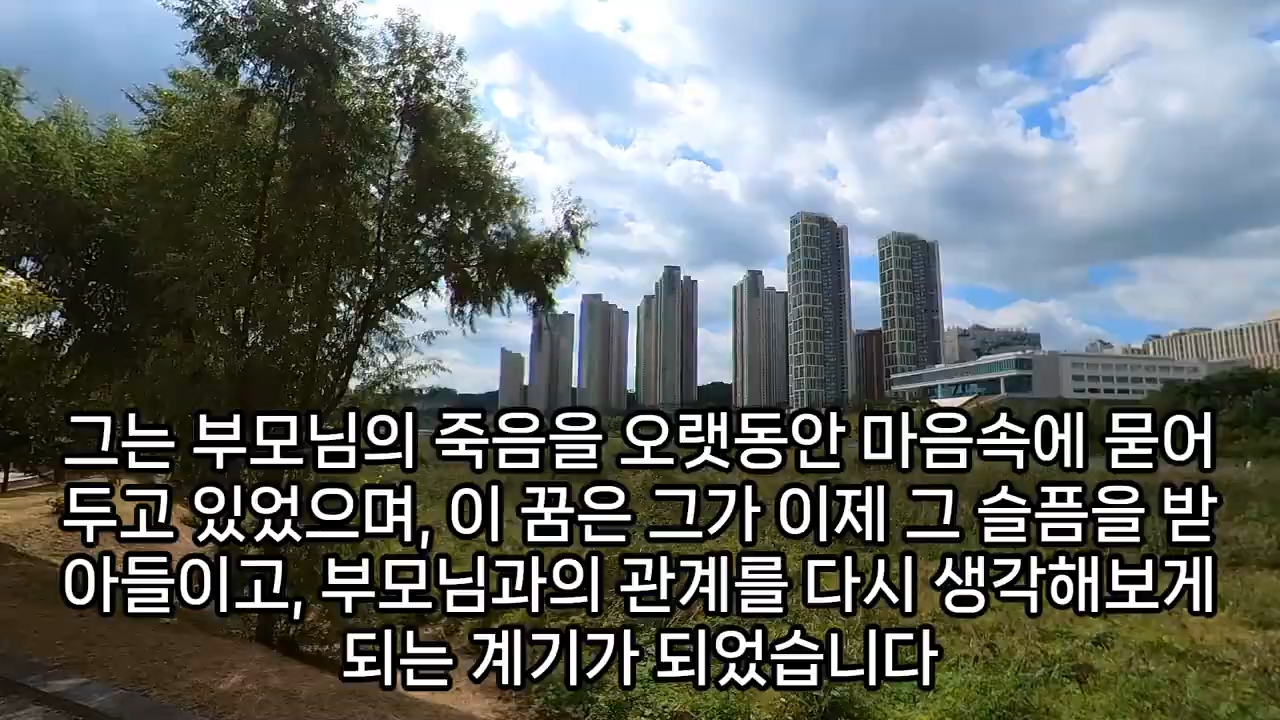 그는 부모님의 죽음을 오랫동안 마음속에 묻어
두고 있었으며, 이 꿈은 그가 이제 그 슬픔을 받
아들이고, 부모님과의 관계를 다시 생각해보게
되는 계기가 되었습니다